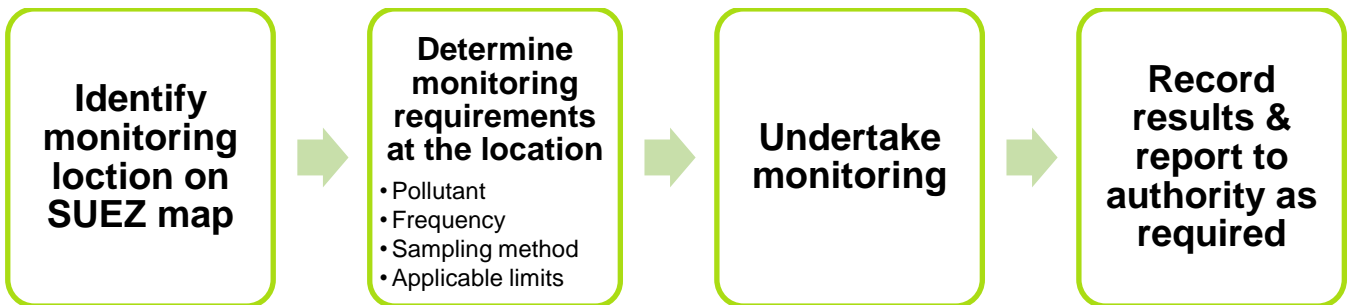 Identify
monitoring
loction on
SUEZ map
Determine
monitoring
requirements
at the location
• Pollutant
• Frequency
• Sampling method
• Applicable limits
Undertake
monitoring
Record
results &
report to
authority as
required